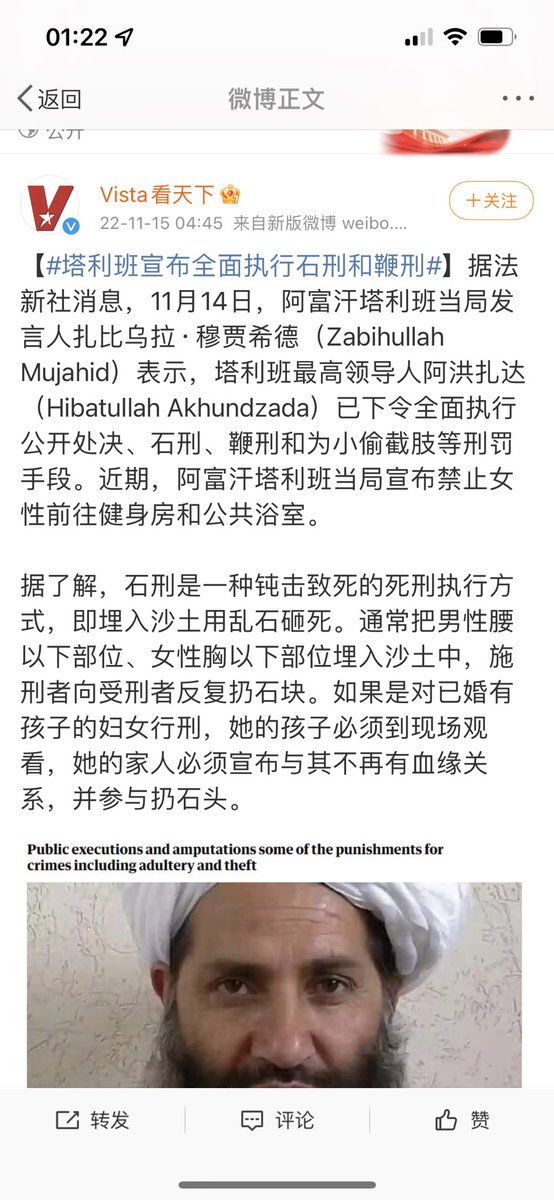 01:22
返回
微博正文
公开
Vista看天下
+关注
22-11-15 04:45 来自新版微博 weibo....
【#塔利班宣布全面执行石刑和鞭刑#】据法
新社消息，11月14日，阿富汗塔利班当局发
言人扎比乌拉·穆贾希德（Zabihullah
Mujahid）表示，塔利班最高领导人阿洪扎达
（Hibatullah Akhundzada）已下令全面执行
公开处决、石刑、鞭刑和为小偷截肢等刑罚
手段。近期，阿富汗塔利班当局宣布禁止女
性前往健身房和公共浴室。
据了解，石刑是一种钝击致死的死刑执行方
式，即埋入沙土用乱石砸死。通常把男性腰
以下部位、女性胸以下部位埋入沙土中，施
刑者向受刑者反复扔石块。如果是对已婚有
孩子的妇女行刑，她的孩子必须到现场观
看，她的家人必须宣布与其不再有血缘关
系，并参与扔石头。
Public executions and amputations some of the punishments for
crimes including adultery and theft
转发
评论
赞